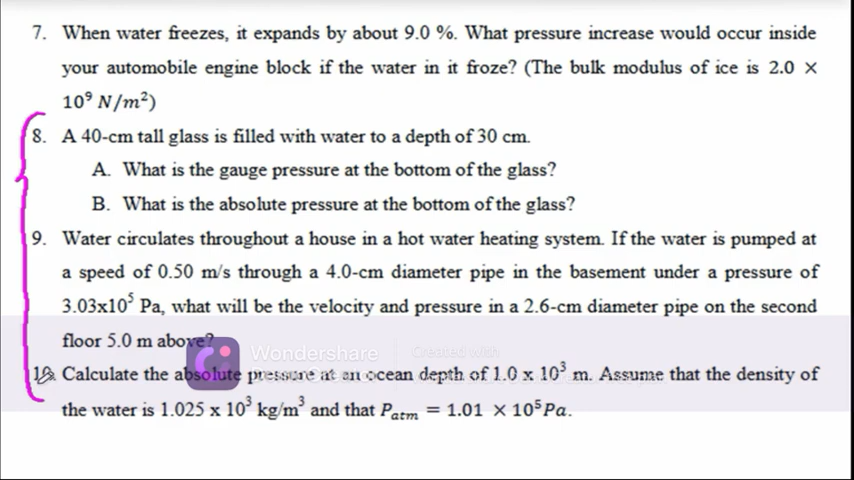 7. When water freezes, it expands by about 9.0 %. What pressure increase would occur inside
your automobile engine block if the water in it froze? (The bulk modulus of ice is 2.0 ×
10⁹ N/m²)
8. A 40-cm tall glass is filled with water to a depth of 30 cm.
A. What is the gauge pressure at the bottom of the glass?
B. What is the absolute pressure at the bottom of the glass?
9. Water circulates throughout a house in a hot water heating system. If the water is pumped at
a speed of 0.50 m/s through a 4.0-cm diameter pipe in the basement under a pressure of
3.03x10⁵ Pa, what will be the velocity and pressure in a 2.6-cm diameter pipe on the second
floor 5.0 m above?
Wondershare
Created with
10. Calculate the absolute pressure at an ocean depth of 1.0 x 10³ m. Assume that the density of
the water is 1.025 x 10³ kg/m³ and that Pₐₜₘ = 1.01 × 10⁵Pa.